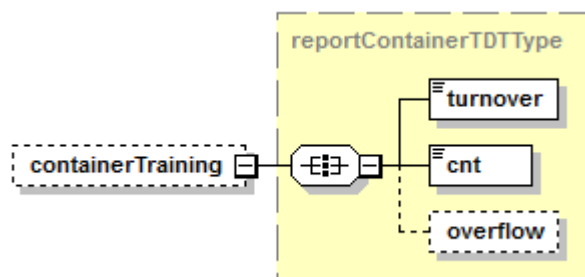 reportContainerTDTType
turnover
containerTraining
cnt
overflow